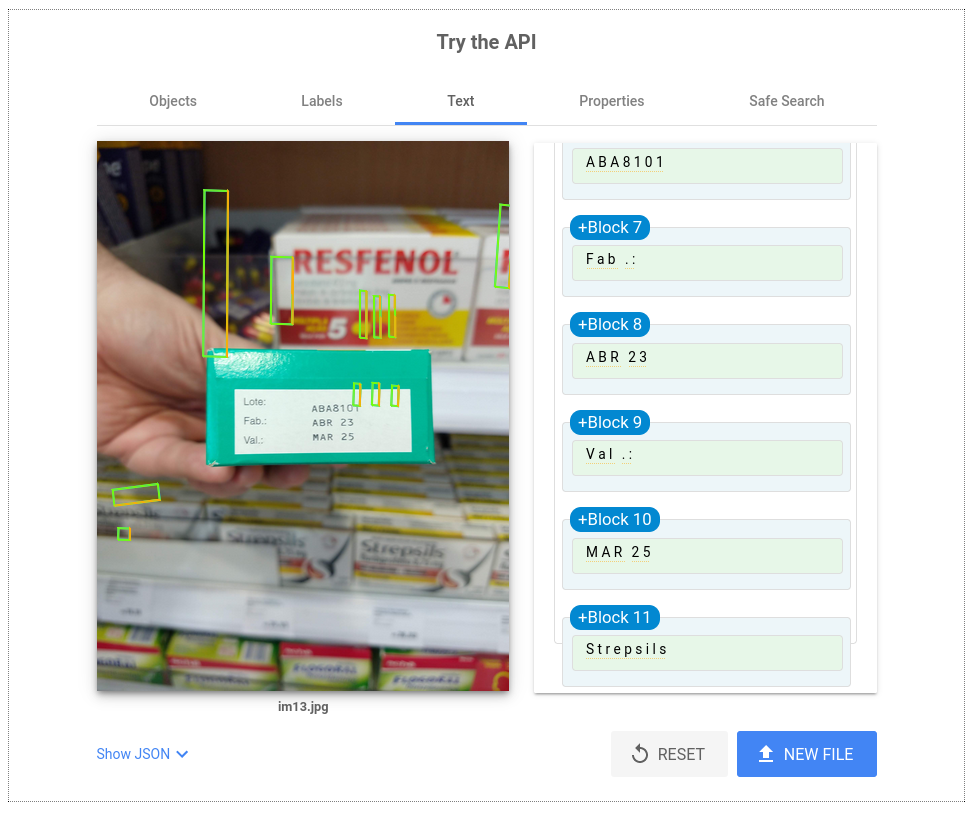 Try the API
Objects
Labels
Text
Properties
Safe Search
RESFENOL
5
Lote:
ABA8101
Fab.:
ABR 23
Val.:
MAR 25
Strepsils
Strepsils
im13.jpg
ABA8101
+Block 7
Fab .:
+Block 8
ABR 23
+Block 9
Val .:
+Block 10
MAR 25
+Block 11
Strepsils
Show JSON
RESET
NEW FILE